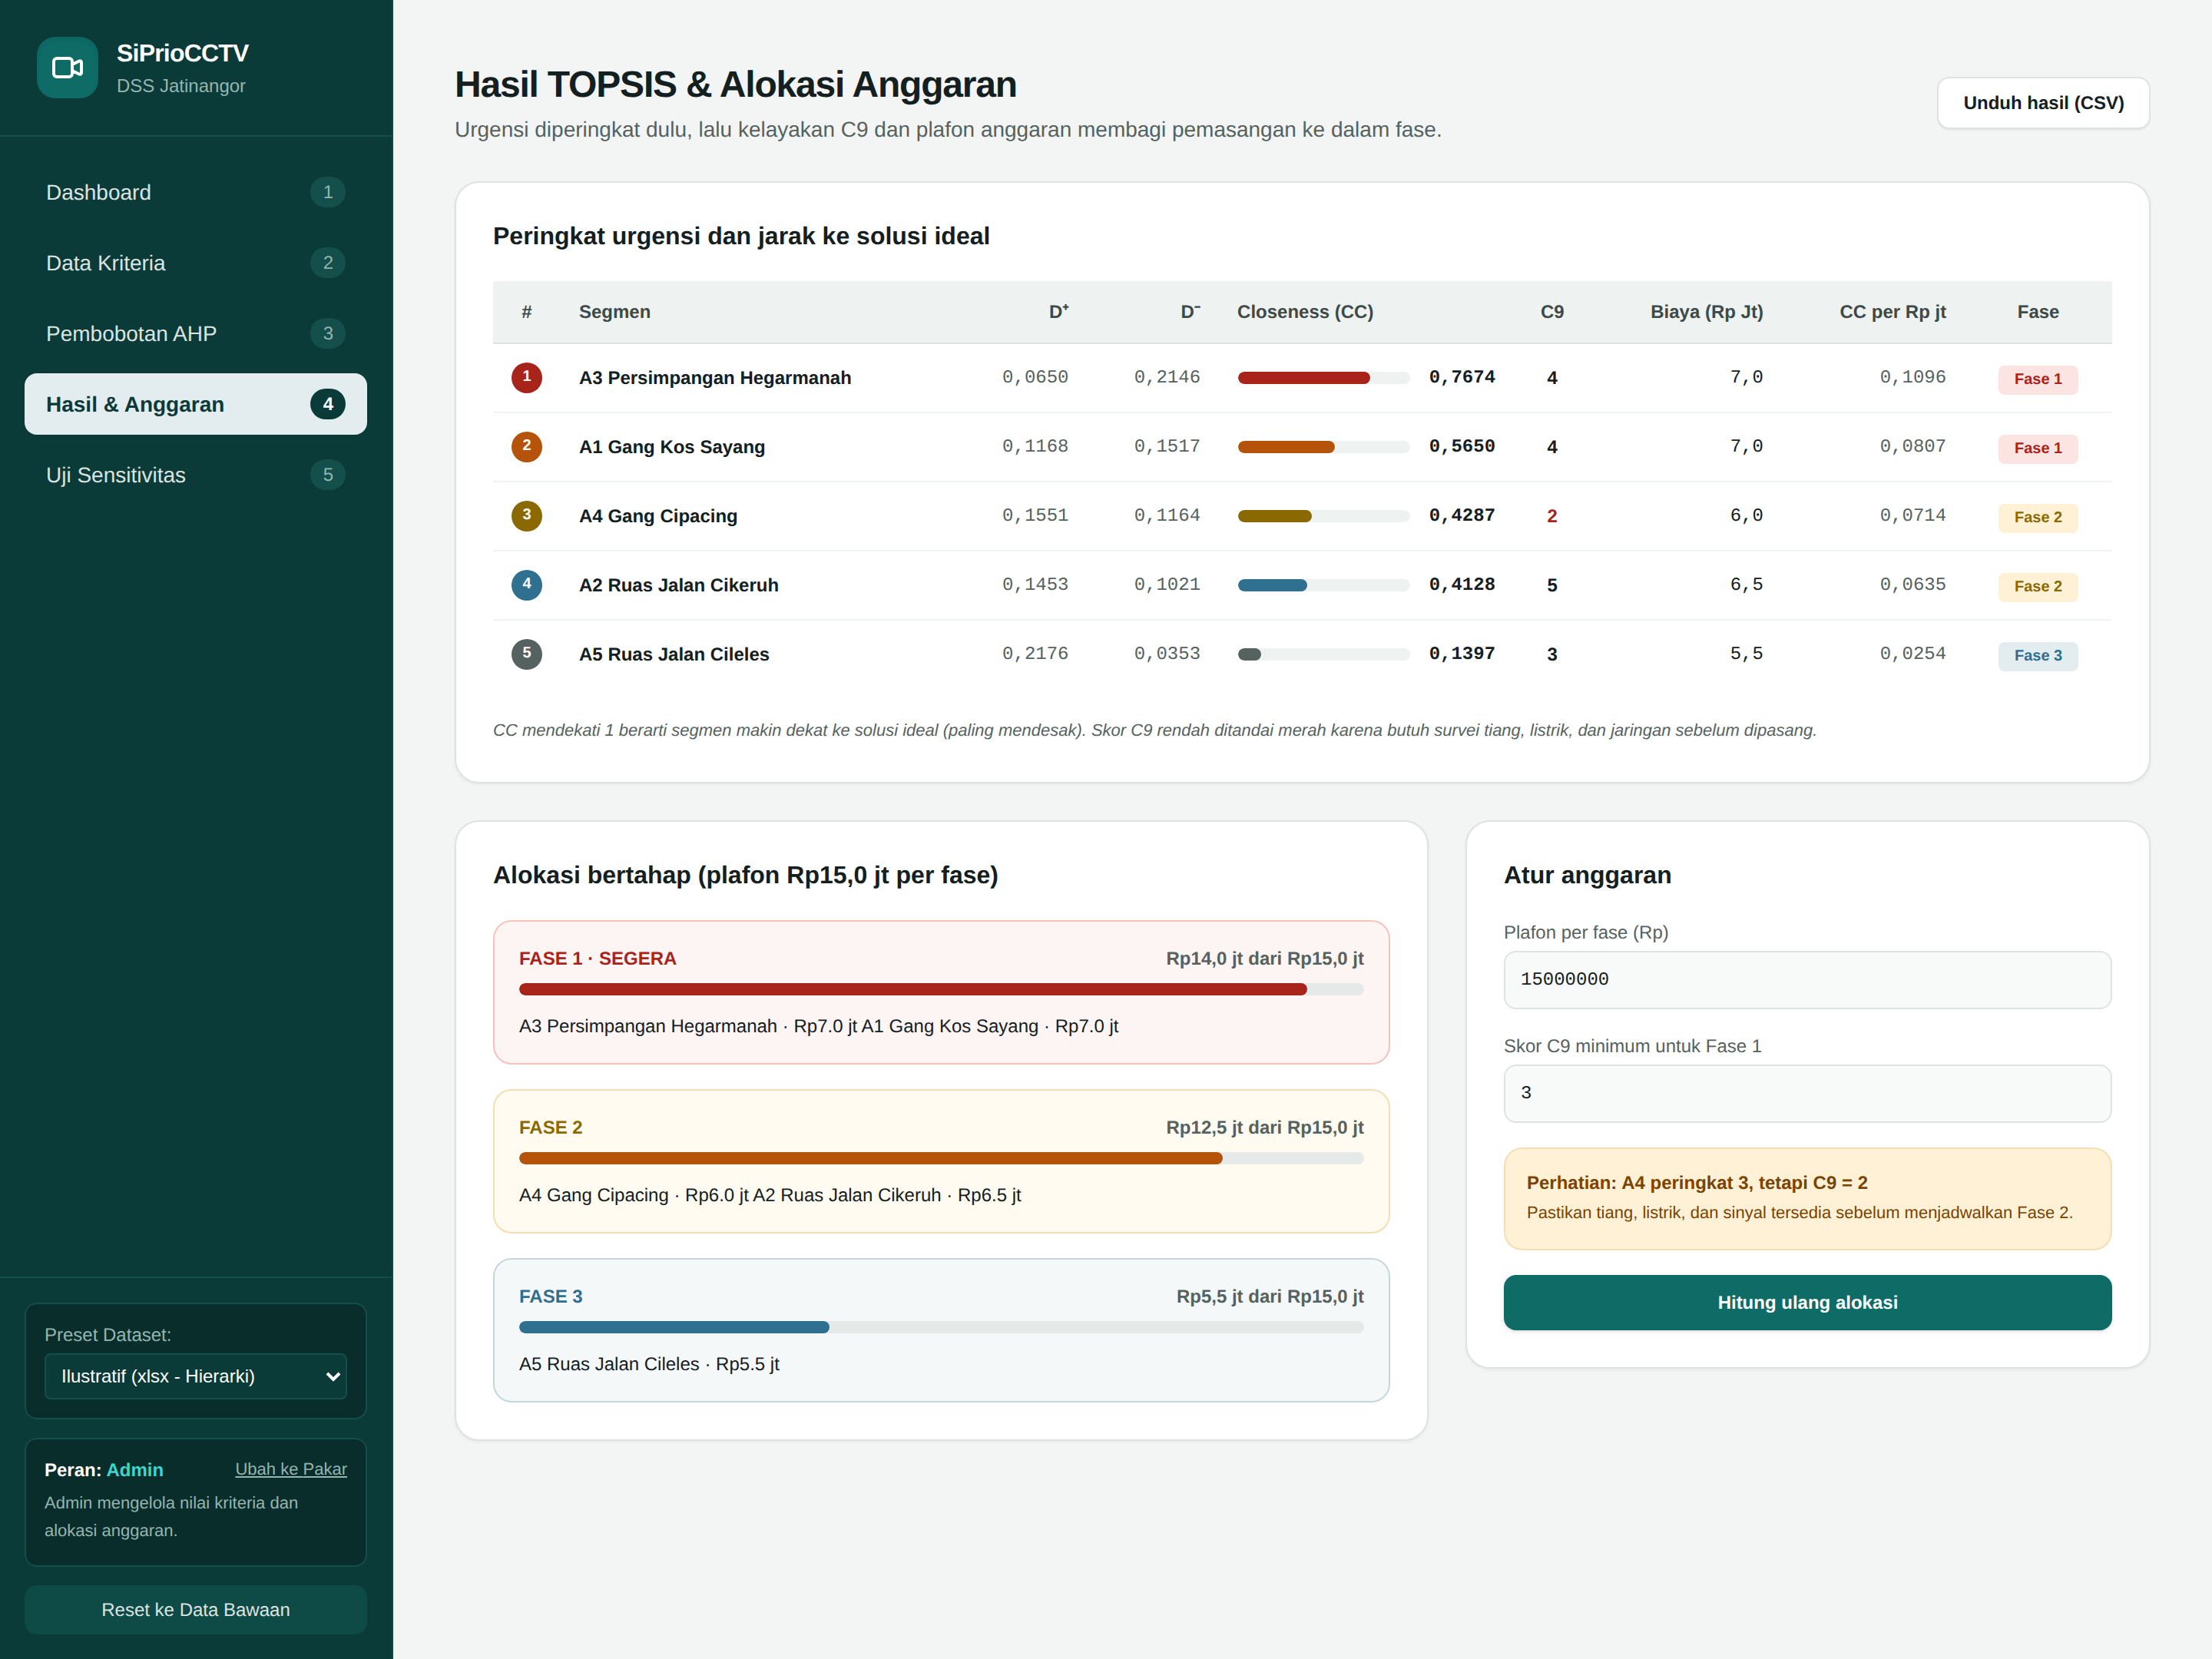 SiPrioCCTV
DSS Jatinangor
Dashboard 1
Data Kriteria 2
Pembobotan AHP 3
Hasil & Anggaran 4
Uji Sensitivitas 5
Preset Dataset:
Ilustratif (xlsx - Hierarki)
Peran: Admin Ubah ke Pakar
Admin mengelola nilai kriteria dan
alokasi anggaran.
Reset ke Data Bawaan
Hasil TOPSIS & Alokasi Anggaran
Urgensi diperingkat dulu, lalu kelayakan C9 dan plafon anggaran membagi pemasangan ke dalam fase.
Unduh hasil (CSV)
Peringkat urgensi dan jarak ke solusi ideal
# Segmen D⁺ D⁻ Closeness (CC) C9 Biaya (Rp Jt) CC per Rp jt Fase
1 A3 Persimpangan Hegarmanah 0,0650 0,2146 0,7674 4 7,0 0,1096 Fase 1
2 A1 Gang Kos Sayang 0,1168 0,1517 0,5650 4 7,0 0,0807 Fase 1
3 A4 Gang Cipacing 0,1551 0,1164 0,4287 2 6,0 0,0714 Fase 2
4 A2 Ruas Jalan Cikeruh 0,1453 0,1021 0,4128 5 6,5 0,0635 Fase 2
5 A5 Ruas Jalan Cileles 0,2176 0,0353 0,1397 3 5,5 0,0254 Fase 3
CC mendekati 1 berarti segmen makin dekat ke solusi ideal (paling mendesak). Skor C9 rendah ditandai merah karena butuh survei tiang, listrik, dan jaringan sebelum dipasang.
Alokasi bertahap (plafon Rp15,0 jt per fase)
FASE 1 · SEGERA Rp14,0 jt dari Rp15,0 jt
A3 Persimpangan Hegarmanah · Rp7.0 jt A1 Gang Kos Sayang · Rp7.0 jt
FASE 2 Rp12,5 jt dari Rp15,0 jt
A4 Gang Cipacing · Rp6.0 jt A2 Ruas Jalan Cikeruh · Rp6.5 jt
FASE 3 Rp5,5 jt dari Rp15,0 jt
A5 Ruas Jalan Cileles · Rp5.5 jt
Atur anggaran
Plafon per fase (Rp)
15000000
Skor C9 minimum untuk Fase 1
3
Perhatian: A4 peringkat 3, tetapi C9 = 2
Pastikan tiang, listrik, dan sinyal tersedia sebelum menjadwalkan Fase 2.
Hitung ulang alokasi